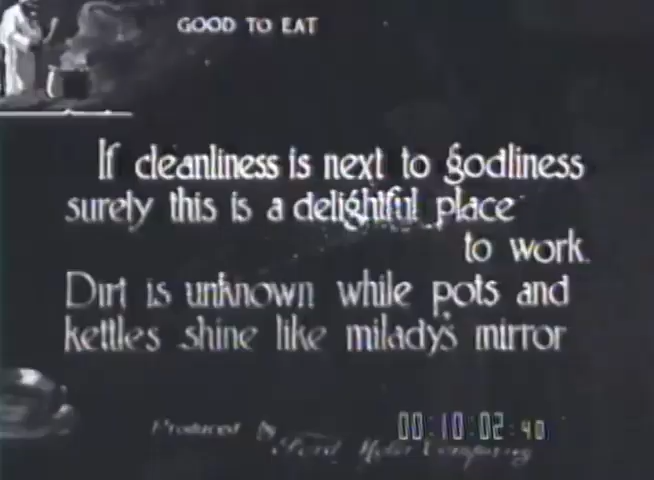 GOOD TO EAT
If cleanliness is next to godliness
surely this is a delightful place
to work.
Dirt is unknown while pots and
kettles shine like milady's mirror
Produced by
Ford Motor Company
00:10:02:40